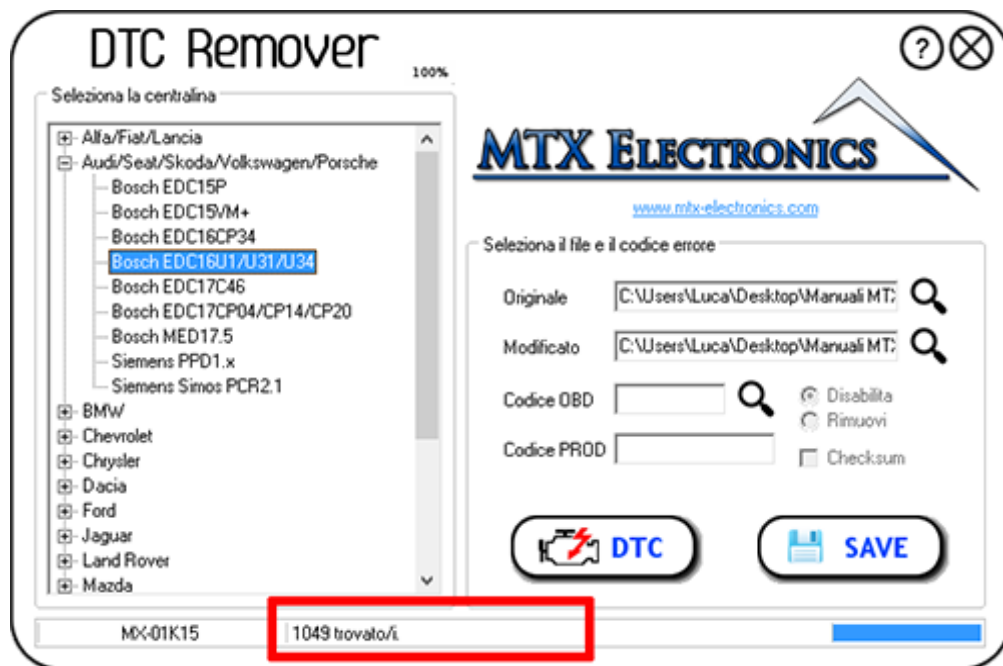 DTC Remover
100%
Seleziona la centralina
Alfa/Fiat/Lancia
Audi/Seat/Skoda/Volkswagen/Porsche
Bosch EDC15P
Bosch EDC15VM+
Bosch EDC16CP34
Bosch EDC16U1/U31/U34
Bosch EDC17C46
Bosch EDC17CP04/CP14/CP20
Bosch MED17.5
Siemens PPD1.x
Siemens Simos PCR2.1
BMW
Chevrolet
Chrysler
Dacia
Ford
Jaguar
Land Rover
Mazda
MTX ELECTRONICS
www.mtx-electronics.com
Seleziona il file e il codice errore
Originale C:\Users\Luca\Desktop\Manuali MT
Modificato C:\Users\Luca\Desktop\Manuali MT
Codice OBD
Disabilita
Rimuovi
Codice PROD
Checksum
DTC
SAVE
MX-01K15
1049 trovato/i.